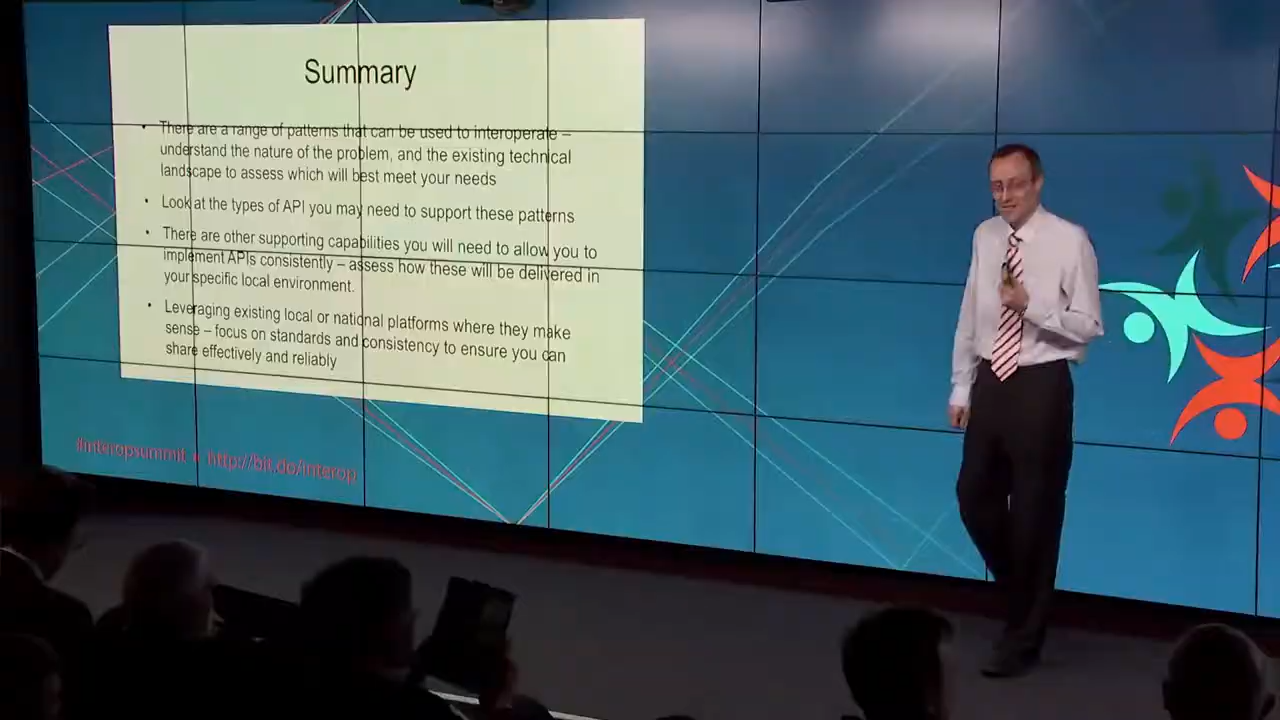 Summary
• There are a range of patterns that can be used to interoperate –
understand the nature of the problem, and the existing technical
landscape to assess which will best meet your needs
• Look at the types of API you may need to support these patterns
• There are other supporting capabilities you will need to allow you to
implement APIs consistently – assess how these will be delivered in
your specific local environment.
• Leveraging existing local or national platforms where they make
sense – focus on standards and consistency to ensure you can
share effectively and reliably
#interopsummit • http://bit.do/interop